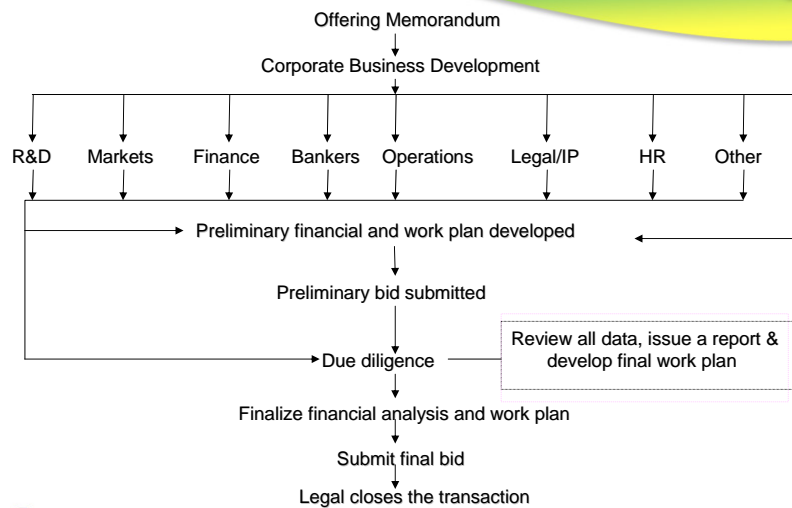 Offering Memorandum
Corporate Business Development
R&D Markets Finance Bankers Operations Legal/IP HR Other
Preliminary financial and work plan developed
Preliminary bid submitted
Review all data, issue a report &
develop final work plan
Due diligence
Finalize financial analysis and work plan
Submit final bid
Legal closes the transaction